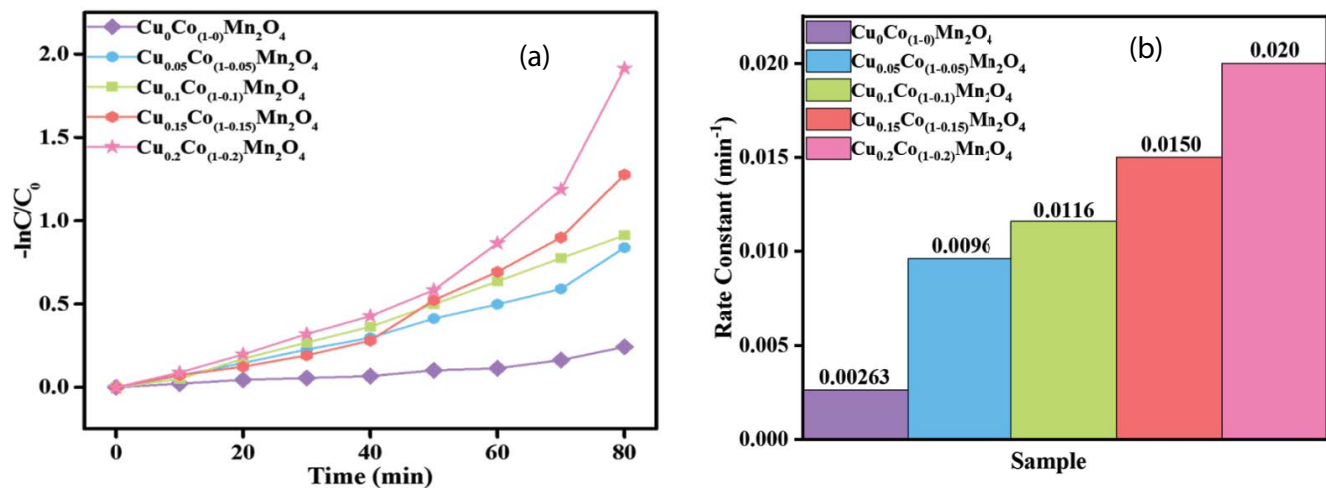 Cu₀Co₍₁₋₀₎Mn₂O₄
Cu₀.₀₅Co₍₁₋₀.₀₅₎Mn₂O₄
Cu₀.₁Co₍₁₋₀.₁₎Mn₂O₄
Cu₀.₁₅Co₍₁₋₀.₁₅₎Mn₂O₄
Cu₀.₂Co₍₁₋₀.₂₎Mn₂O₄
(a)
2.0
1.5
1.0
0.5
0.0
-lnC/C₀
0 20 40 60 80
Time (min)
Cu₀Co₍₁₋₀₎Mn₂O₄
Cu₀.₀₅Co₍₁₋₀.₀₅₎Mn₂O₄
Cu₀.₁Co₍₁₋₀.₁₎Mn₂O₄
Cu₀.₁₅Co₍₁₋₀.₁₅₎Mn₂O₄
Cu₀.₂Co₍₁₋₀.₂₎Mn₂O₄
(b)
0.020
0.0150
0.0116
0.0096
0.00263
0.020
0.015
0.010
0.005
0.000
Rate Constant (min⁻¹)
Sample